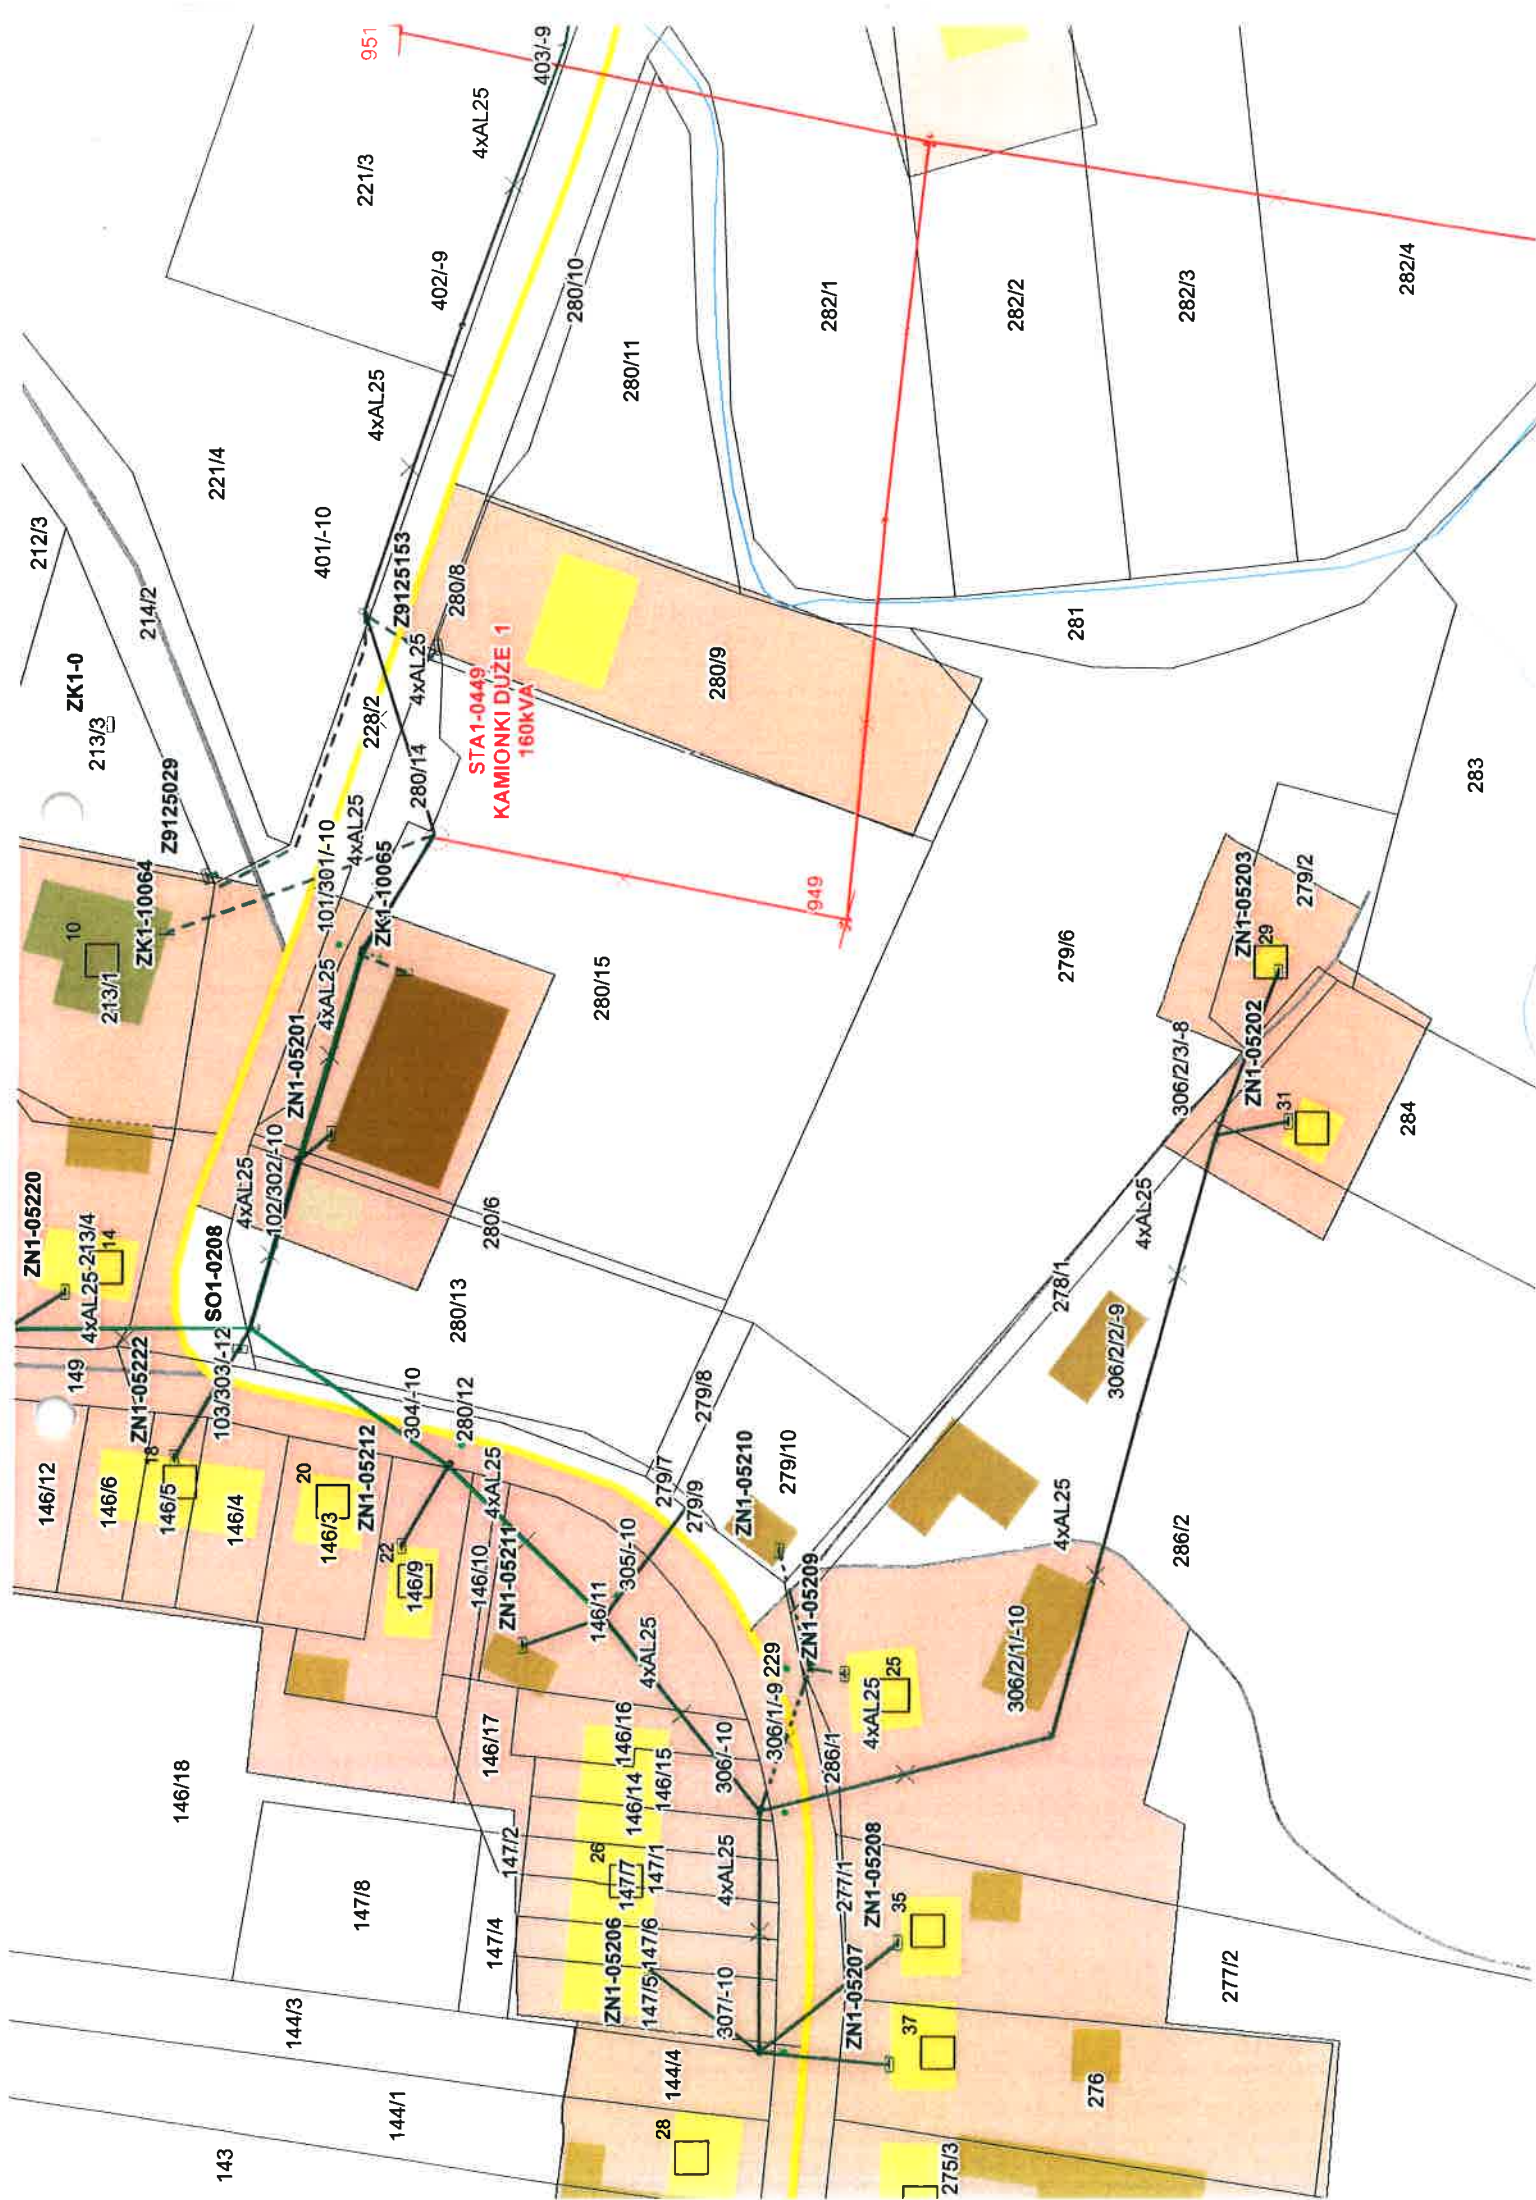 951
403/-9
4xAL25
221/3
402/-9
280/10
282/1
282/2
282/3
282/4
280/11
4xAL25
221/4
401/-10
212/3
214/2
ZK1-0
213/3
Z9125029
Z9125153
280/8
4xAL25
228/2
280/14
STA1-0449
KAMIONKI DUŻE 1
160kVA
280/9
281
283
4xAL25
101/301/-10
ZK1-10065
ZK1-10064
10
213/1
949
280/15
279/6
ZN1-05203
29
279/2
ZN1-05202
306/2/3/-8
31
284
4xAL25
ZN1-05201
102/302/-10
4xAL25
280/6
280/13
SO1-0208
ZN1-05220
4xAL25
213/4
14
149
ZN1-05222
103/303/-12
18
146/12
146/6
146/5
146/4
20
146/3
ZN1-05212
22
146/9
304/-10
280/12
4xAL25
146/10
ZN1-05211
146/11
305/-10
279/7
279/8
279/9
ZN1-05210
279/10
278/1
4xAL25
306/2/2/-9
4xAL25
286/2
ZN1-05209
229
306/1/-9
4xAL25
25
306/2/1/-10
286/1
4xAL25
306/-10
146/16
146/14
146/15
146/17
146/18
147/2
147/8
147/4
26
147/7
147/1
4xAL25
ZN1-05206
147/5
147/6
307/-10
277/1
ZN1-05208
35
ZN1-05207
37
277/2
276
144/3
144/4
144/1
143
28
275/3